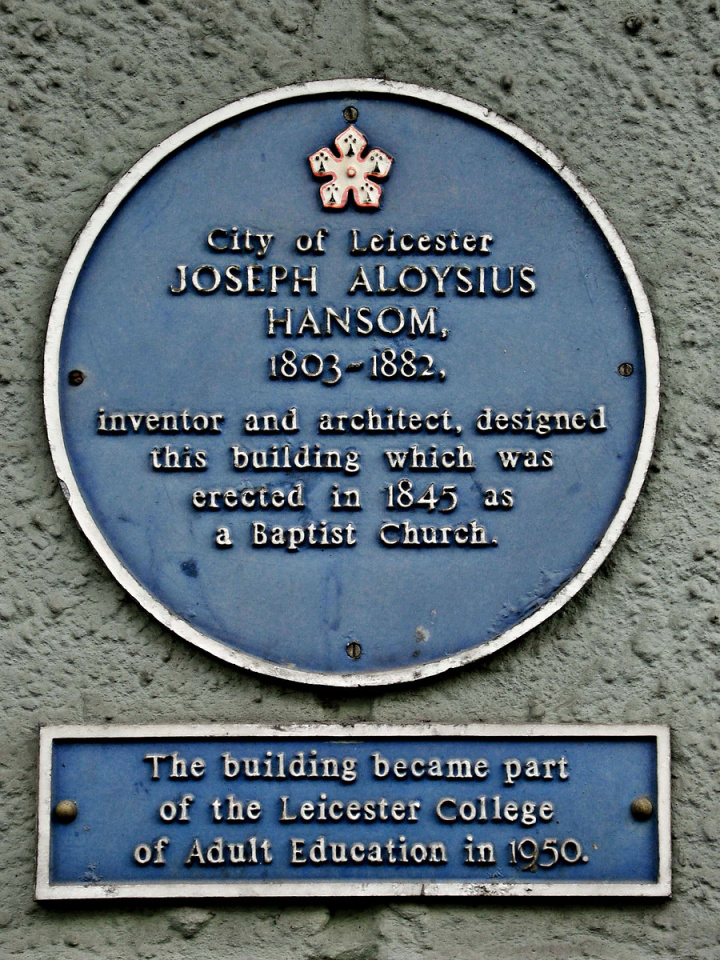 City of Leicester
JOSEPH ALOYSIUS
HANSOM,
1803-1882,
inventor and architect, designed
this building which was
erected in 1845 as
a Baptist Church.
The building became part
of the Leicester College
of Adult Education in 1950.